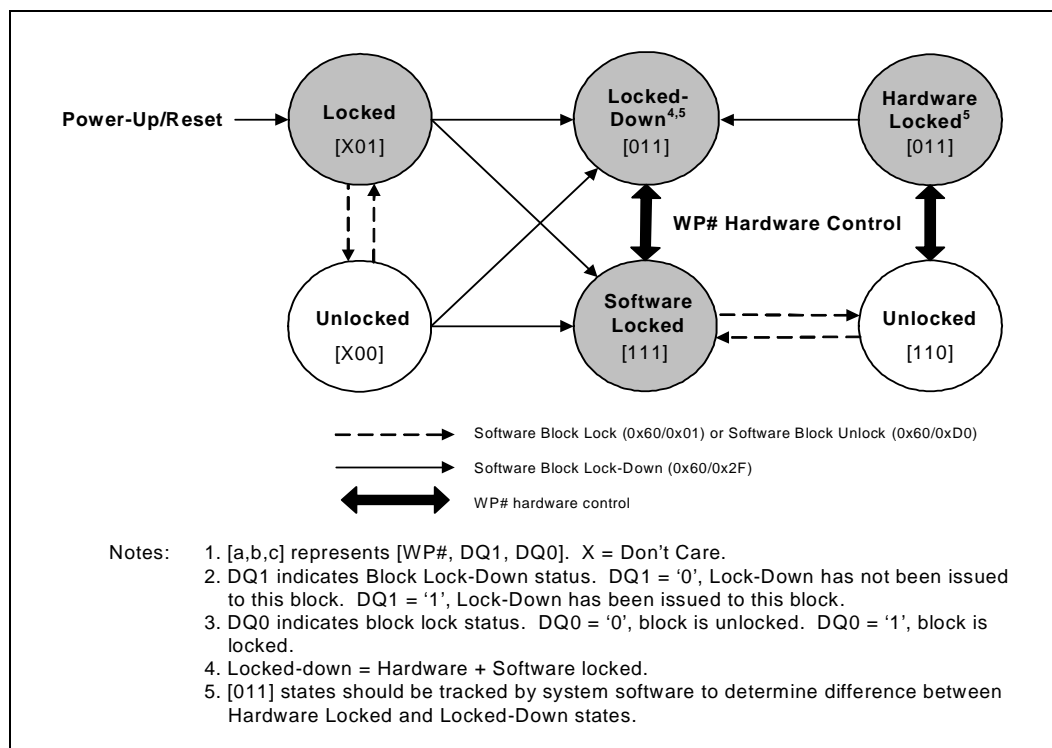 Power-Up/Reset
Locked
[X01]
Locked-
Down4,5
[011]
Hardware
Locked5
[011]
WP# Hardware Control
Unlocked
[X00]
Software
Locked
[111]
Unlocked
[110]
Software Block Lock (0x60/0x01) or Software Block Unlock (0x60/0xD0)
Software Block Lock-Down (0x60/0x2F)
WP# hardware control
Notes: 1. [a,b,c] represents [WP#, DQ1, DQ0]. X = Don't Care.
2. DQ1 indicates Block Lock-Down status. DQ1 = ‘0’, Lock-Down has not been issued
to this block. DQ1 = ‘1’, Lock-Down has been issued to this block.
3. DQ0 indicates block lock status. DQ0 = ‘0’, block is unlocked. DQ0 = ‘1’, block is
locked.
4. Locked-down = Hardware + Software locked.
5. [011] states should be tracked by system software to determine difference between
Hardware Locked and Locked-Down states.